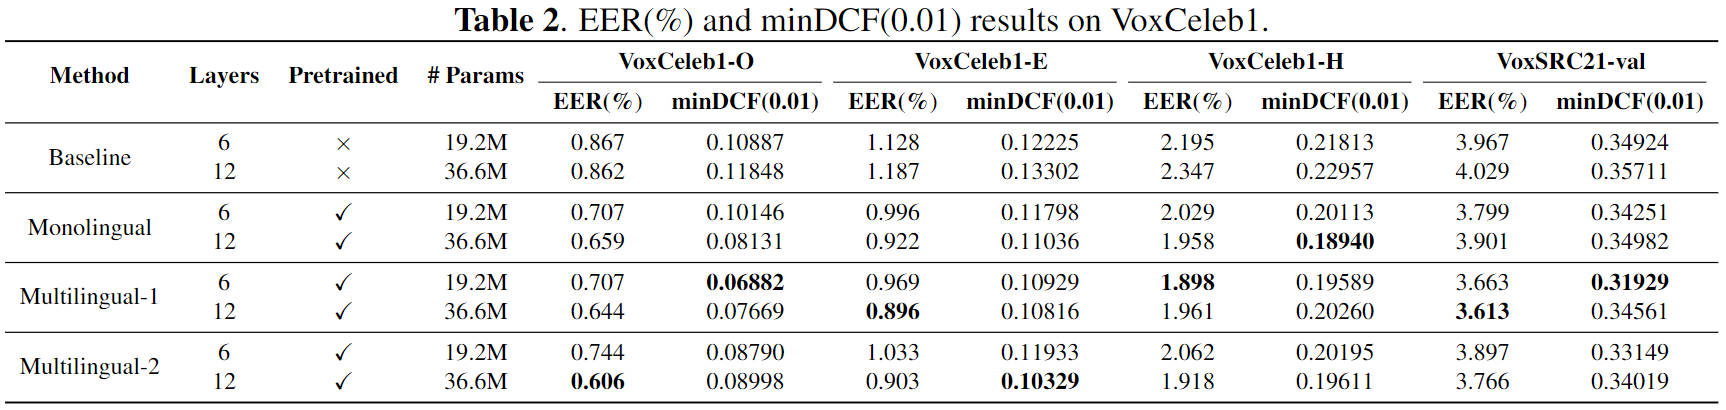 Table 2. EER(%) and minDCF(0.01) results on VoxCeleb1.
Method Layers Pretrained # Params VoxCeleb1-O VoxCeleb1-E VoxCeleb1-H VoxSRC21-val
EER(%) minDCF(0.01) EER(%) minDCF(0.01) EER(%) minDCF(0.01) EER(%) minDCF(0.01)
Baseline 6 × 19.2M 0.867 0.10887 1.128 0.12225 2.195 0.21813 3.967 0.34924
12 × 36.6M 0.862 0.11848 1.187 0.13302 2.347 0.22957 4.029 0.35711
Monolingual 6 ✓ 19.2M 0.707 0.10146 0.996 0.11798 2.029 0.20113 3.799 0.34251
12 ✓ 36.6M 0.659 0.08131 0.922 0.11036 1.958 0.18940 3.901 0.34982
Multilingual-1 6 ✓ 19.2M 0.707 0.06882 0.969 0.10929 1.898 0.19589 3.663 0.31929
12 ✓ 36.6M 0.644 0.07669 0.896 0.10816 1.961 0.20260 3.613 0.34561
Multilingual-2 6 ✓ 19.2M 0.744 0.08790 1.033 0.11933 2.062 0.20195 3.897 0.33149
12 ✓ 36.6M 0.606 0.08998 0.903 0.10329 1.918 0.19611 3.766 0.34019